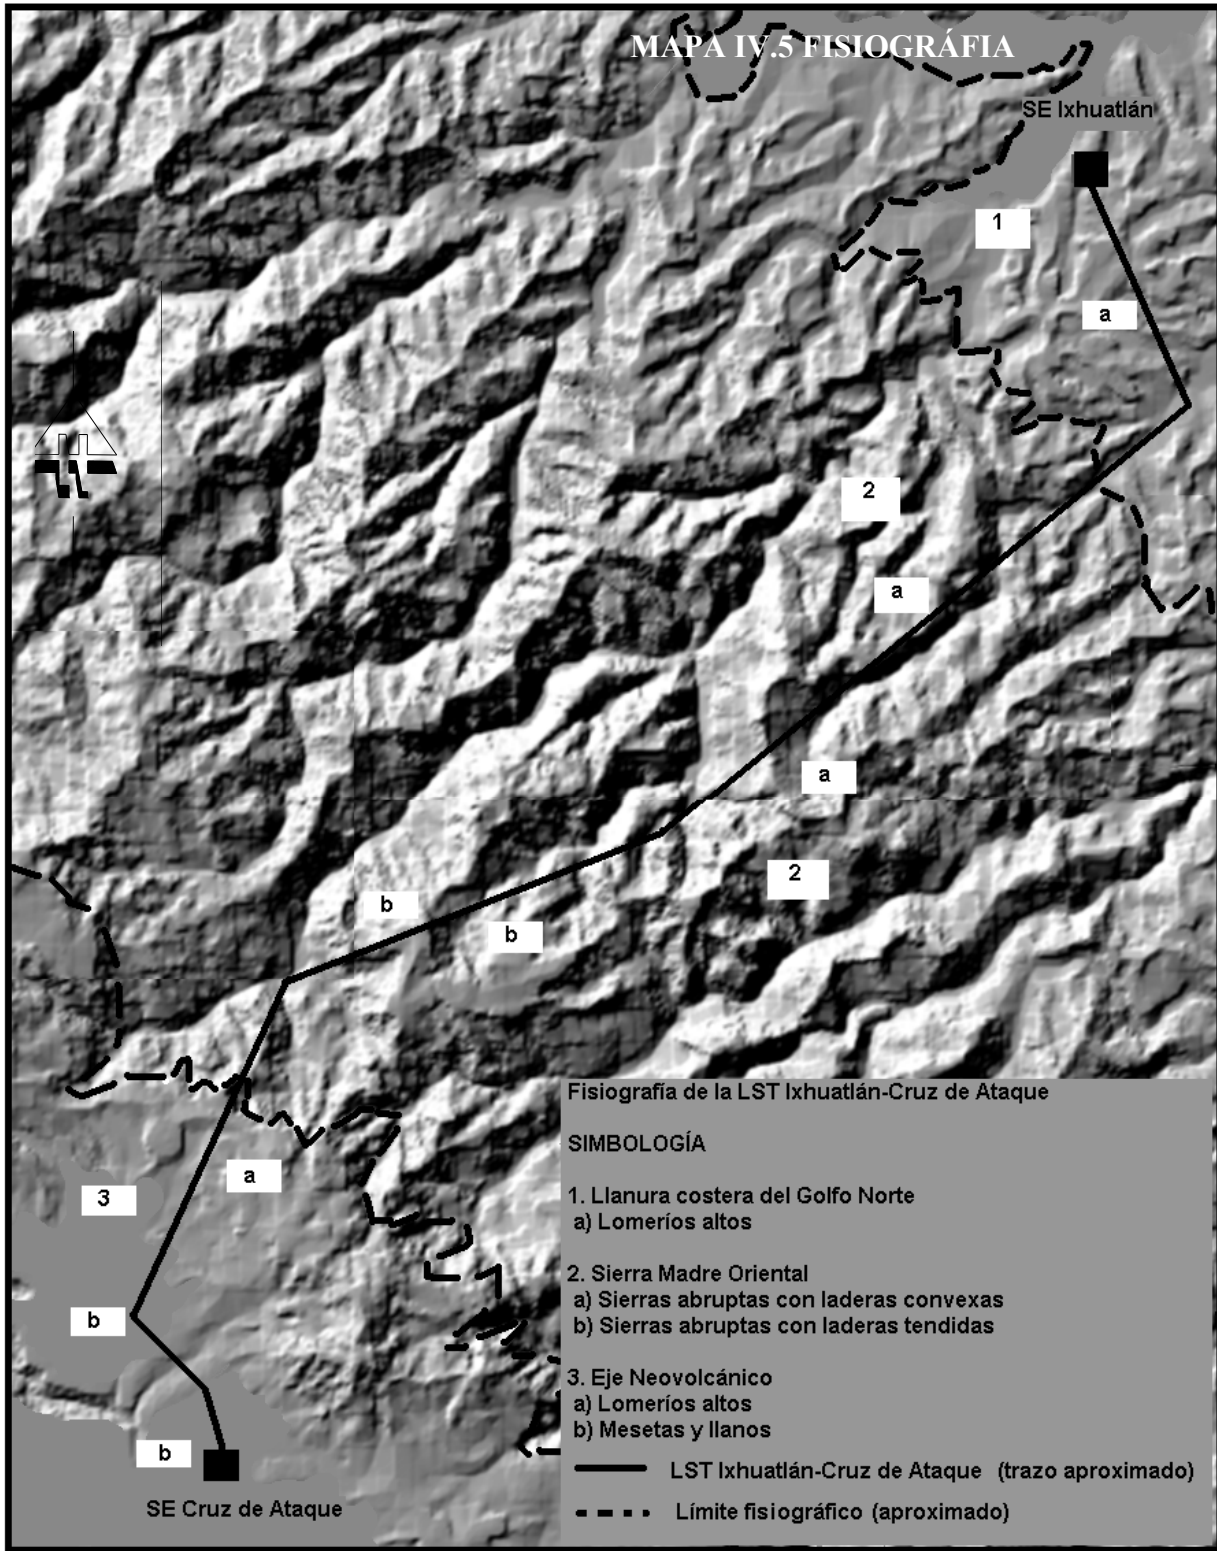 MAPA IV.5 FISIOGRÁFIA
SE Ixhuatlán
1
a
2
a
a
2
b
b
a
3
b
b
SE Cruz de Ataque
Fisiografía de la LST Ixhuatlán-Cruz de Ataque
SIMBOLOGÍA
1. Llanura costera del Golfo Norte
a) Lomeríos altos
2. Sierra Madre Oriental
a) Sierras abruptas con laderas convexas
b) Sierras abruptas con laderas tendidas
3. Eje Neovolcánico
a) Lomeríos altos
b) Mesetas y llanos
LST Ixhuatlán-Cruz de Ataque (trazo aproximado)
Límite fisiográfico (aproximado)